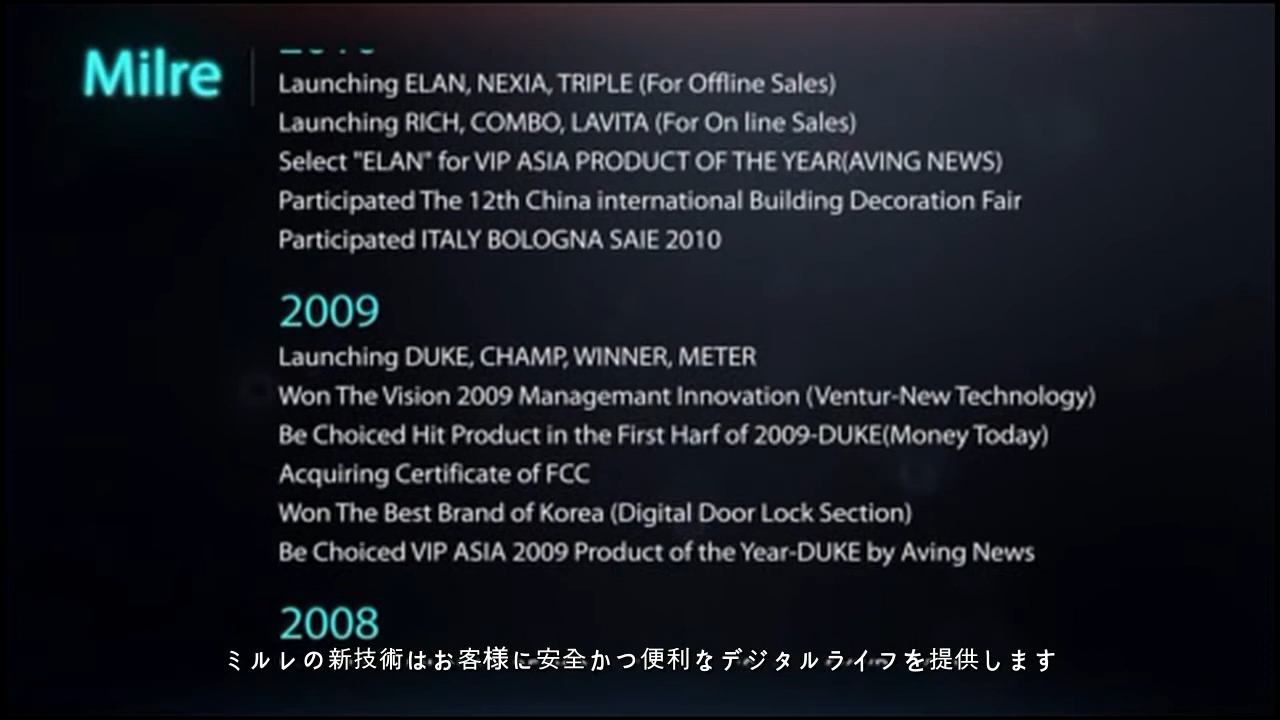 Milre
Launching ELAN, NEXIA, TRIPLE (For Offline Sales)
Launching RICH, COMBO, LAVITA (For On line Sales)
Select "ELAN" for VIP ASIA PRODUCT OF THE YEAR(AVING NEWS)
Participated The 12th China international Building Decoration Fair
Participated ITALY BOLOGNA SAIE 2010
2009
Launching DUKE, CHAMP, WINNER, METER
Won The Vision 2009 Managemant Innovation (Ventur-New Technology)
Be Choiced Hit Product in the First Harf of 2009-DUKE(Money Today)
Acquiring Certificate of FCC
Won The Best Brand of Korea (Digital Door Lock Section)
Be Choiced VIP ASIA 2009 Product of the Year-DUKE by Aving News
2008
ミルレの新技術はお客様に安全かつ便利なデジタルライフを提供します